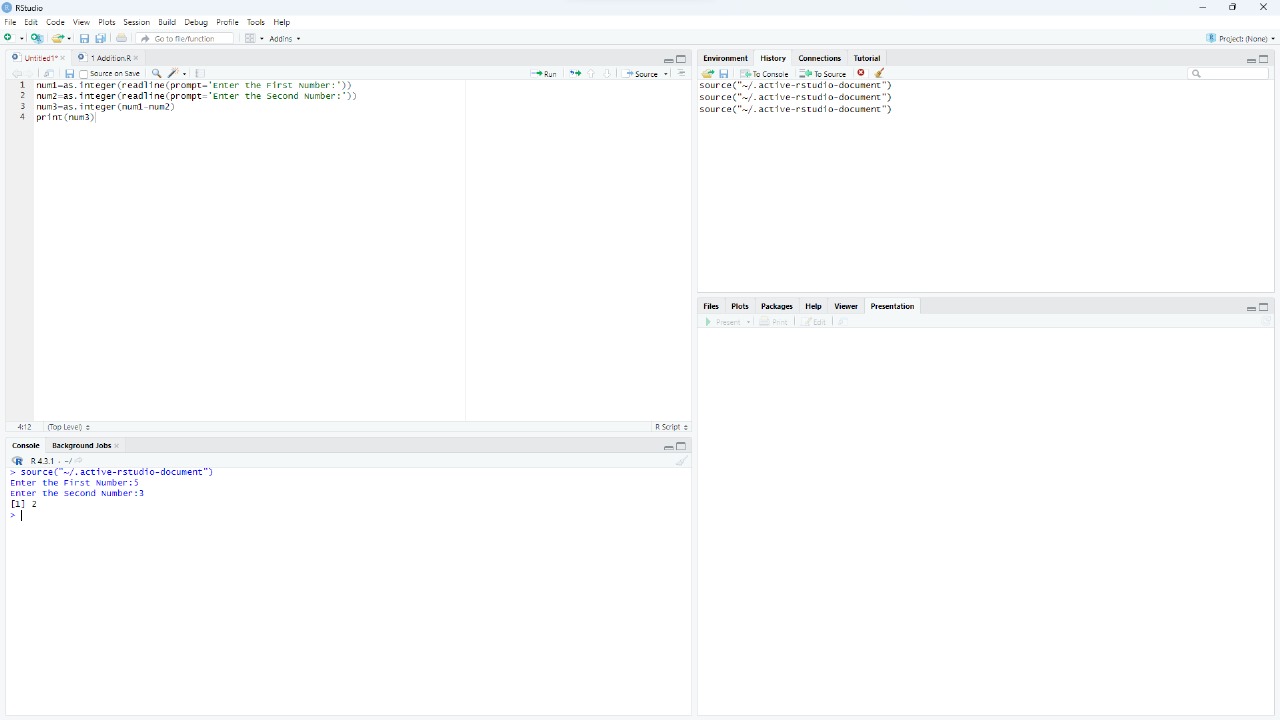 RStudio
File Edit Code View Plots Session Build Debug Profile Tools Help
Go to file/function Addins Project: (None)
Untitled1* 1 Addition.R
Source on Save Run Source
1 num1=as.integer(readline(prompt='Enter the First Number:'))
2 num2=as.integer(readline(prompt='Enter the Second Number:'))
3 num3=as.integer(num1-num2)
4 print(num3)
4:12 (Top Level) R Script
Console Background Jobs
R 4.3.1 . ~/
> source("~/.active-rstudio-document")
Enter the First Number:5
Enter the Second Number:3
[1] 2
>
Environment History Connections Tutorial
To Console To Source
source("~/.active-rstudio-document")
source("~/.active-rstudio-document")
source("~/.active-rstudio-document")
Files Plots Packages Help Viewer Presentation
Present Print Edit